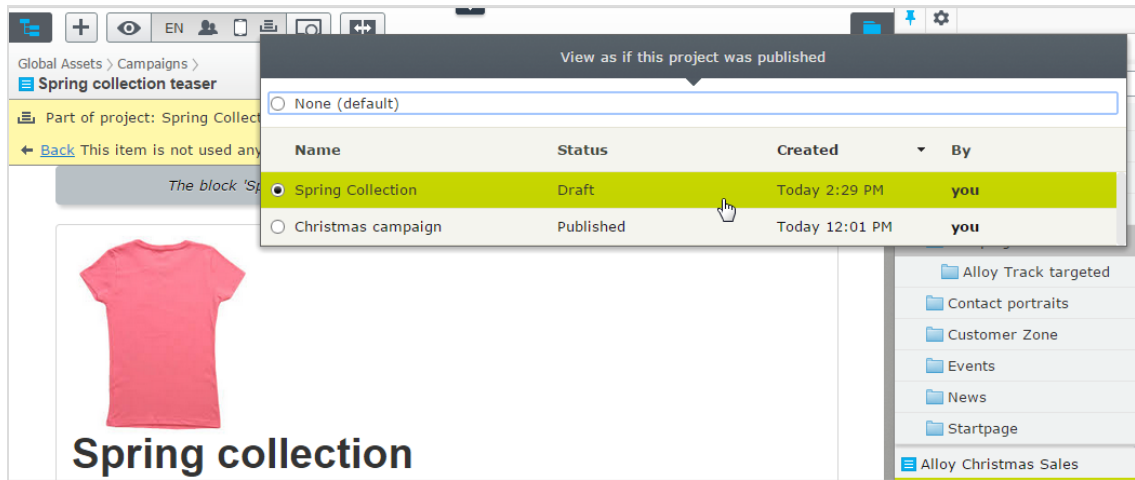 EN
View as if this project was published
Global Assets > Campaigns >
Spring collection teaser
None (default)
Part of project: Spring Collect
Back This item is not used any
Name Status Created By
The block 'Sp
Spring Collection Draft Today 2:29 PM you
Christmas campaign Published Today 12:01 PM you
Alloy Track targeted
Contact portraits
Customer Zone
Events
News
Startpage
Spring collection
Alloy Christmas Sales